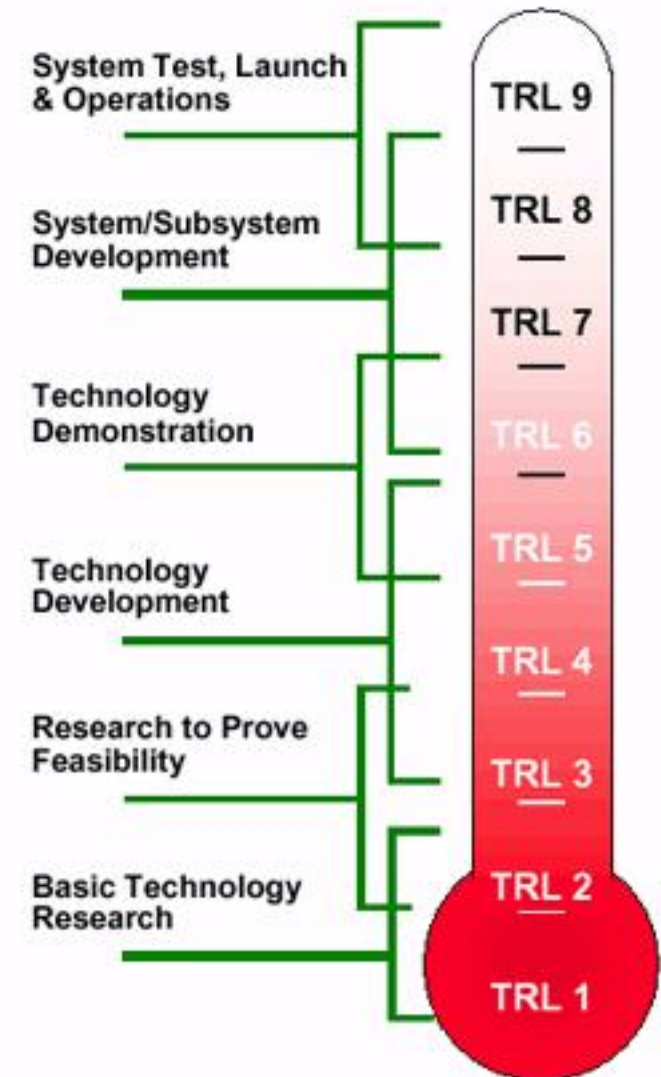 System Test, Launch
& Operations
System/Subsystem
Development
Technology
Demonstration
Technology
Development
Research to Prove
Feasibility
Basic Technology
Research
TRL 9
TRL 8
TRL 7
TRL 6
TRL 5
TRL 4
TRL 3
TRL 2
TRL 1